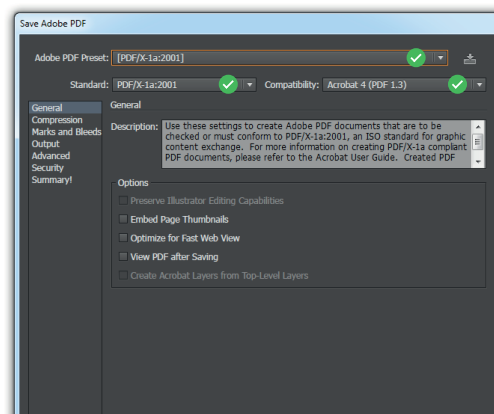 Save Adobe PDF
Adobe PDF Preset: [PDF/X-1a:2001]
Standard: PDF/X-1a:2001 Compatibility: Acrobat 4 (PDF 1.3)
General
Compression
Marks and Bleeds
Output
Advanced
Security
Summary!
General
Description: Use these settings to create Adobe PDF documents that are to be
checked or must conform to PDF/X-1a:2001, an ISO standard for graphic
content exchange. For more information on creating PDF/X-1a compliant
PDF documents, please refer to the Acrobat User Guide. Created PDF
Options
Preserve Illustrator Editing Capabilities
Embed Page Thumbnails
Optimize for Fast Web View
View PDF after Saving
Create Acrobat Layers from Top-Level Layers